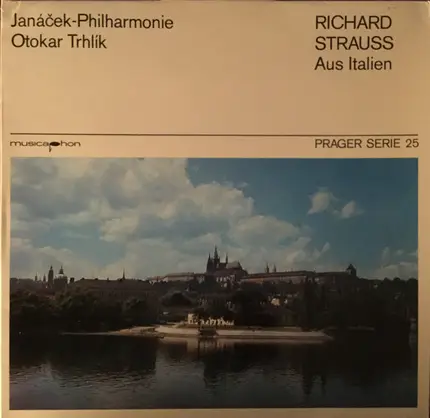 Janáček-Philharmonie
Otokar Trhlík
RICHARD
STRAUSS
Aus Italien
musicaphon
PRAGER SERIE 25